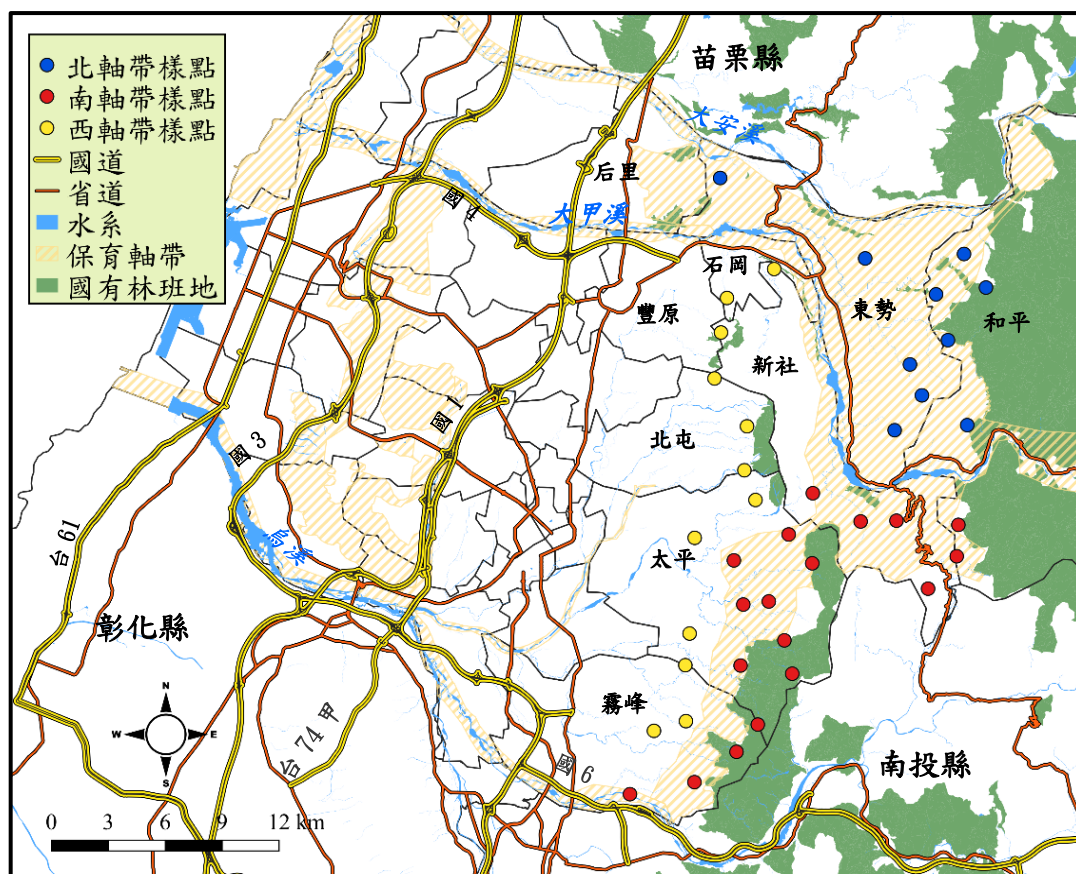 北軸帶樣點
南軸帶樣點
西軸帶樣點
國道
省道
水系
保育軸帶
國有林班地
苗栗縣
大安溪
后里
國 4
大甲溪
石岡
豐原
東勢
和平
新社
國 1
北屯
國 3
台 61
烏溪
太平
彰化縣
N
W
E
S
霧峰
台 74 甲
國 6
南投縣
0 3 6 9 12 km